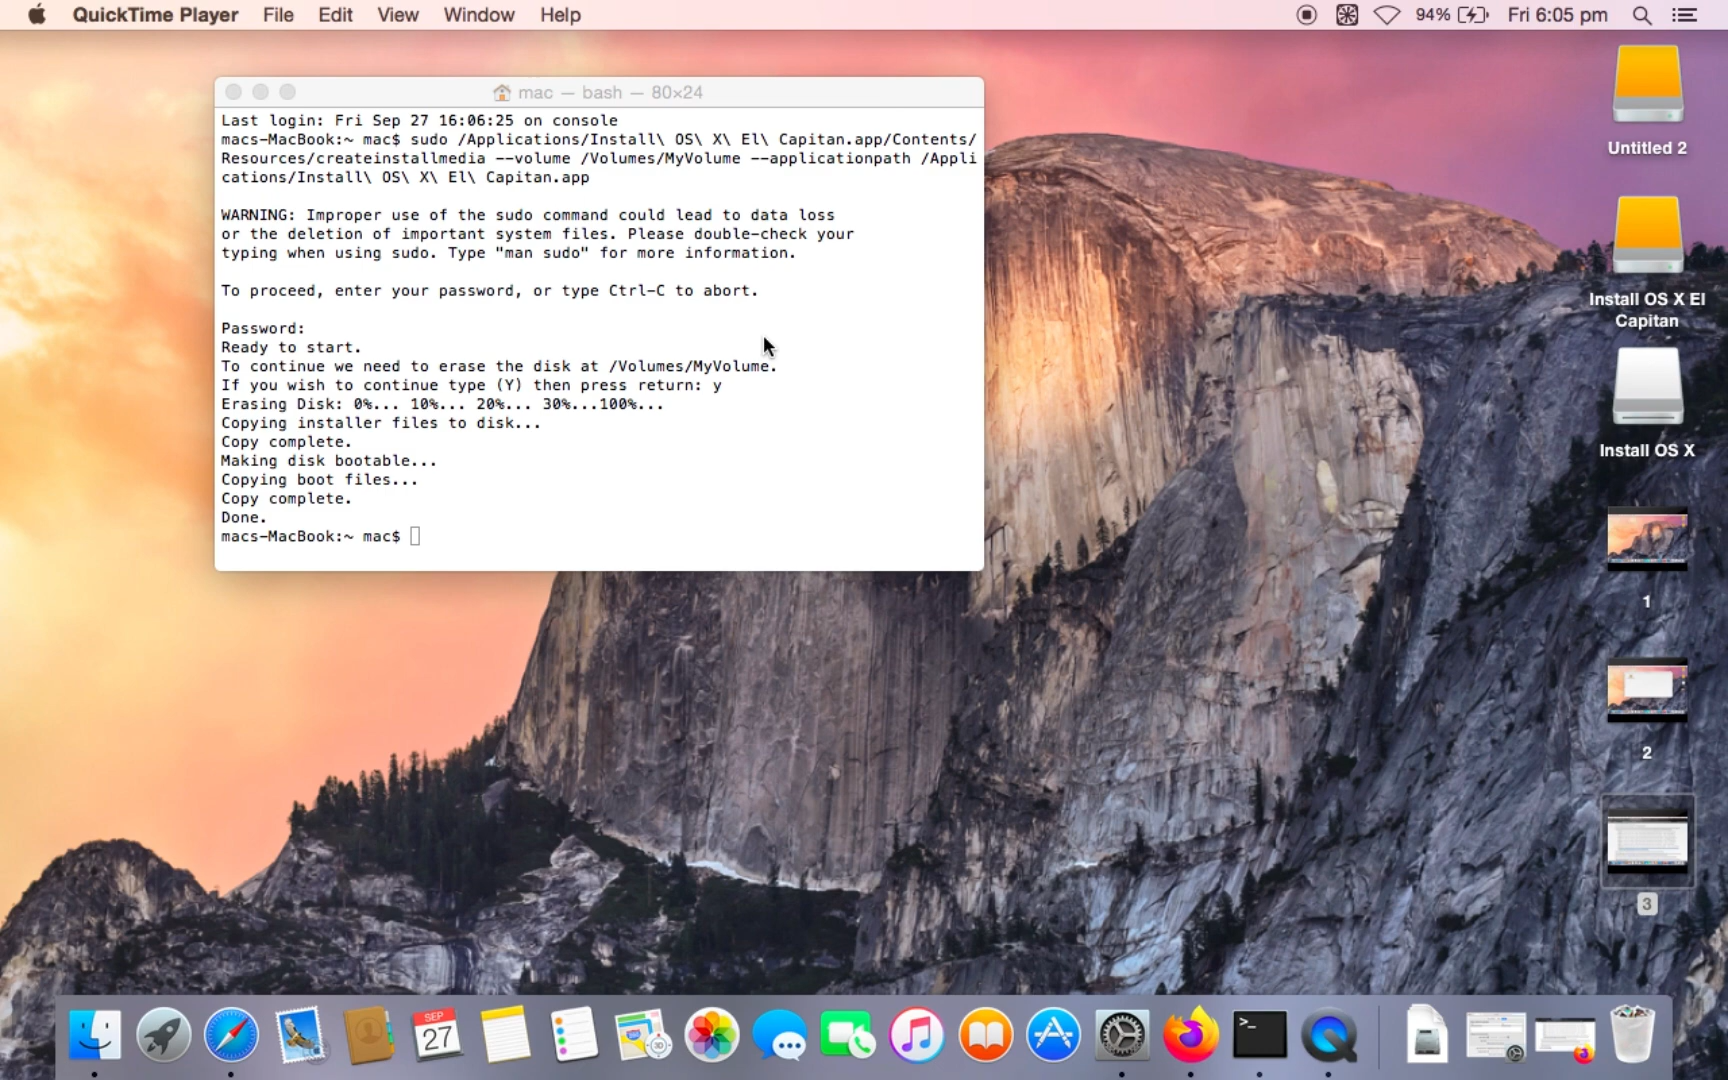 QuickTime Player File Edit View Window Help 94% Fri 6:05 pm
mac — bash — 80×24
Last login: Fri Sep 27 16:06:25 on console
macs-MacBook:~ mac$ sudo /Applications/Install\ OS\ X\ El\ Capitan.app/Contents/
Resources/createinstallmedia --volume /Volumes/MyVolume --applicationpath /Appli
cations/Install\ OS\ X\ El\ Capitan.app
WARNING: Improper use of the sudo command could lead to data loss
or the deletion of important system files. Please double-check your
typing when using sudo. Type "man sudo" for more information.
To proceed, enter your password, or type Ctrl-C to abort.
Password:
Ready to start.
To continue we need to erase the disk at /Volumes/MyVolume.
If you wish to continue type (Y) then press return: y
Erasing Disk: 0%... 10%... 20%... 30%...100%...
Copying installer files to disk...
Copy complete.
Making disk bootable...
Copying boot files...
Copy complete.
Done.
macs-MacBook:~ mac$
Untitled 2
Install OS X El
Capitan
Install OS X
1
2
3
SEP
27
3D
>_